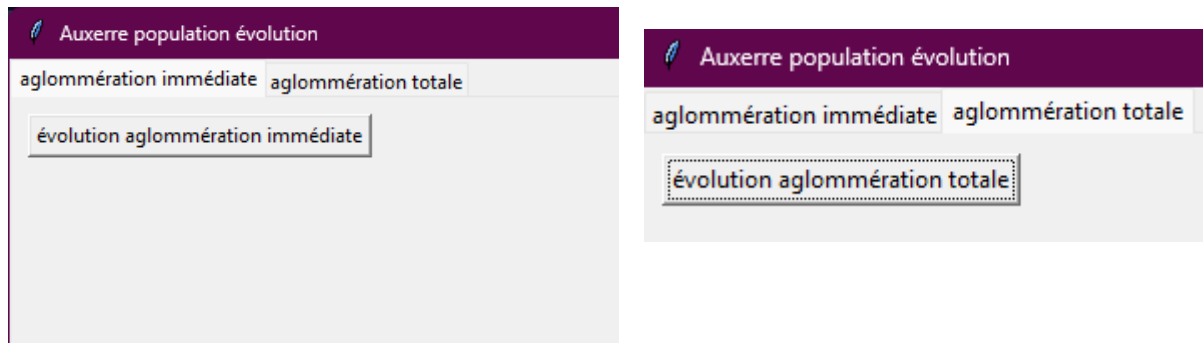 Auxerre population évolution
aglommération immédiate aglommération totale
évolution aglommération immédiate
Auxerre population évolution
aglommération immédiate aglommération totale
évolution aglommération totale